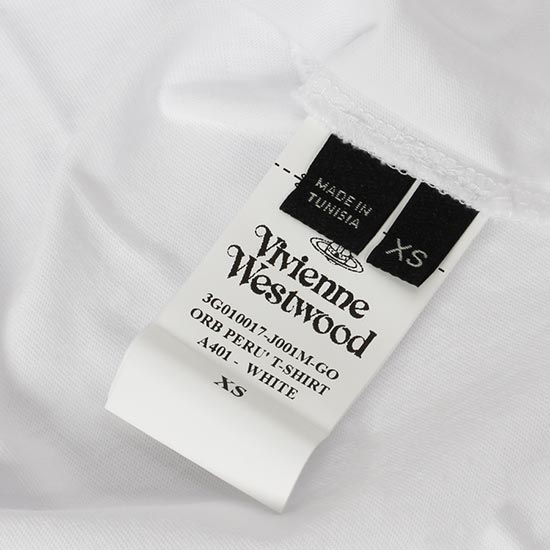 MADE IN
TUNISIA
XS
Vivienne
Westwood
3G010017-J001M-GO
ORB PERU' T-SHIRT
A401 - WHITE
XS